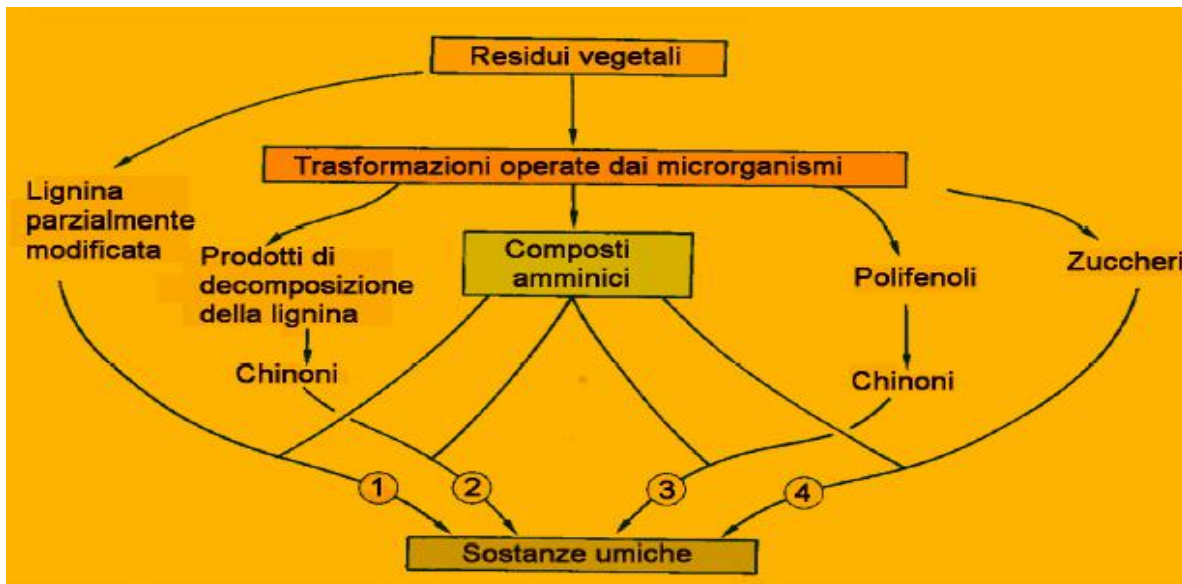 Residui vegetali
Trasformazioni operate dai microrganismi
Lignina
parzialmente
modificata
Prodotti di
decomposizione
della lignina
Composti
amminici
Polifenoli
Zuccheri
Chinoni
Chinoni
1
2
3
4
Sostanze umiche